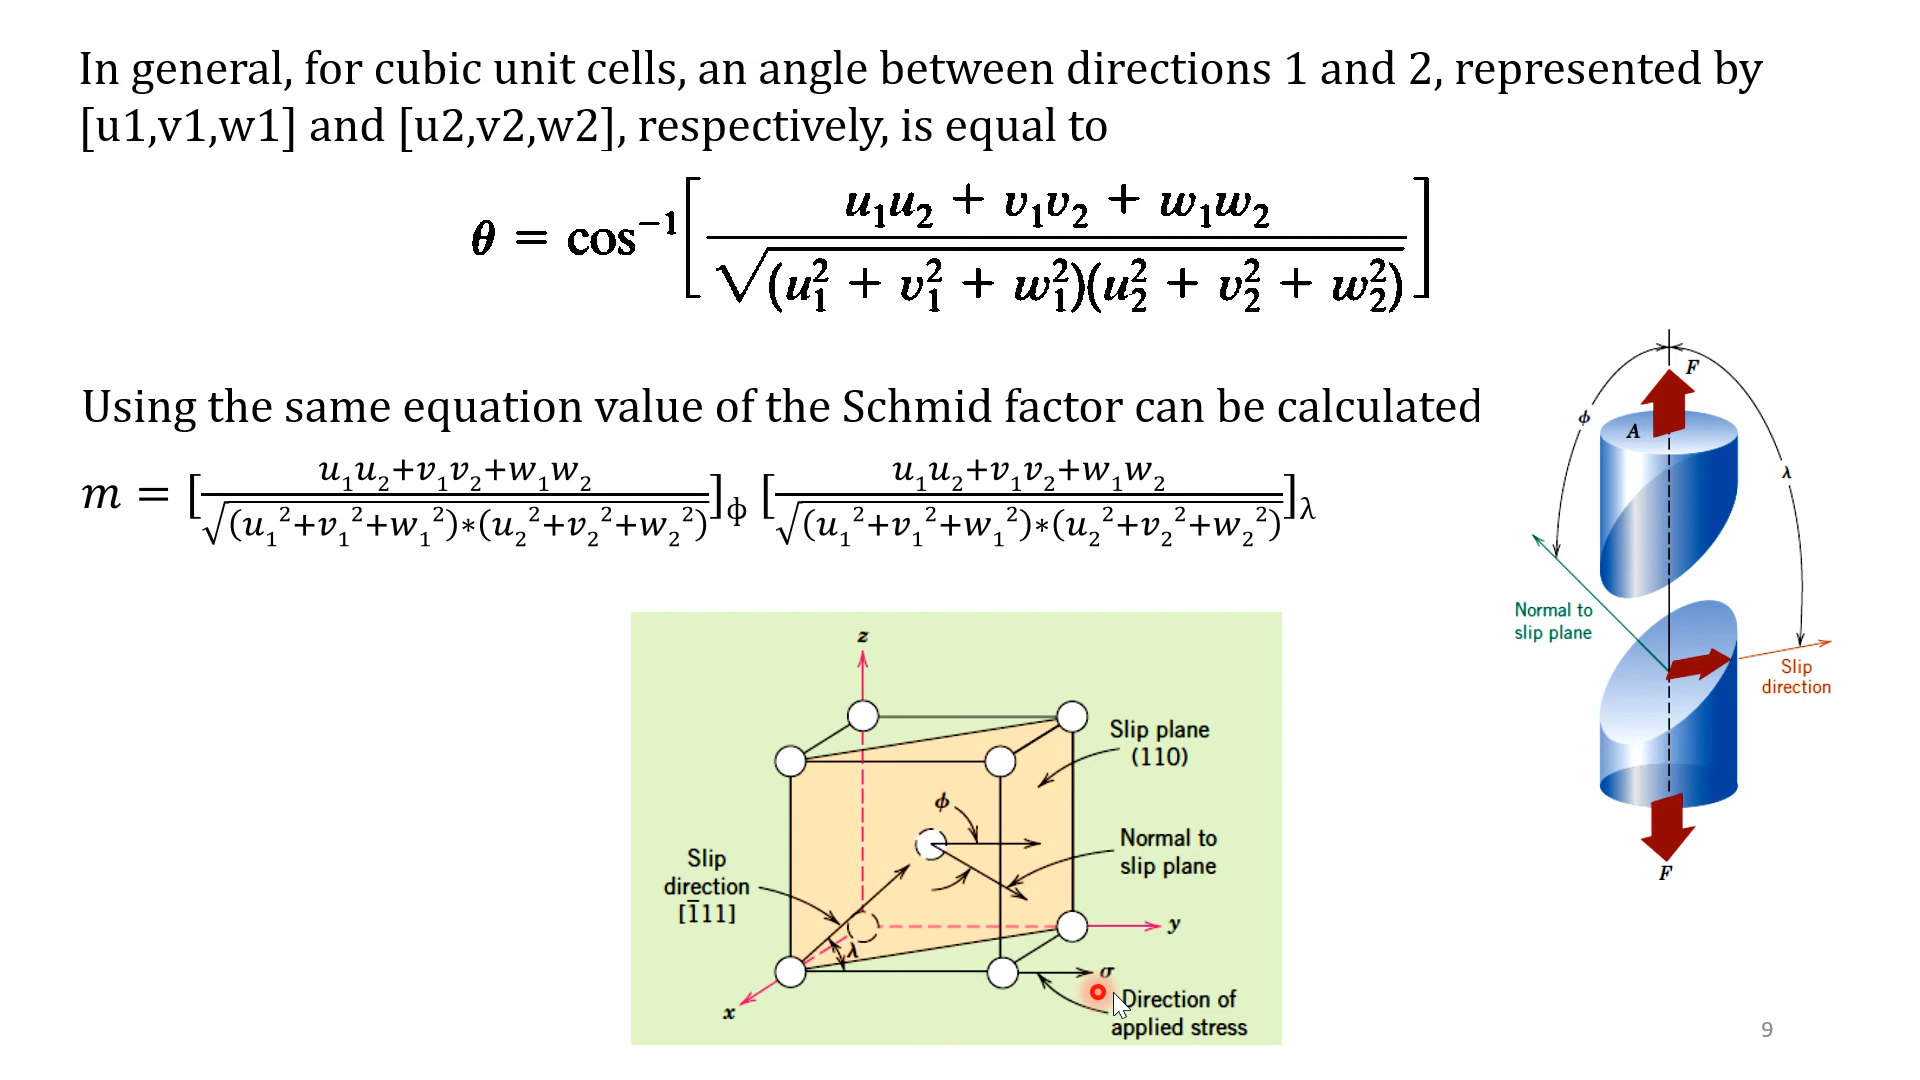 In general, for cubic unit cells, an angle between directions 1 and 2, represented by
[u1,v1,w1] and [u2,v2,w2], respectively, is equal to
θ = cos⁻¹[ (u₁u₂ + v₁v₂ + w₁w₂) / √((u₁² + v₁² + w₁²)(u₂² + v₂² + w₂²)) ]
Using the same equation value of the Schmid factor can be calculated
m = [ (u₁u₂+v₁v₂+w₁w₂) / √((u₁²+v₁²+w₁²)∗(u₂²+v₂²+w₂²)) ]ϕ [ (u₁u₂+v₁v₂+w₁w₂) / √((u₁²+v₁²+w₁²)∗(u₂²+v₂²+w₂²)) ]λ
z
Slip plane
(110)
ϕ
Normal to
slip plane
Slip
direction
[1̄11]
λ
y
σ
x
Direction of
applied stress
F
ϕ
A
λ
Normal to
slip plane
Slip
direction
F
9